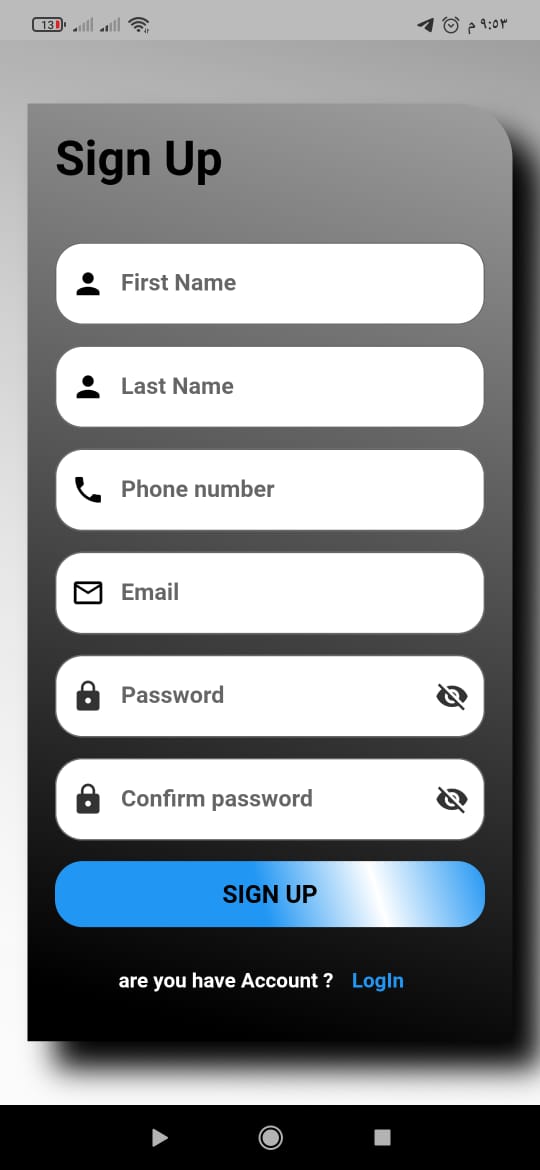 13
٩:٥٣ م
Sign Up
First Name
Last Name
Phone number
Email
Password
Confirm password
SIGN UP
are you have Account ? LogIn